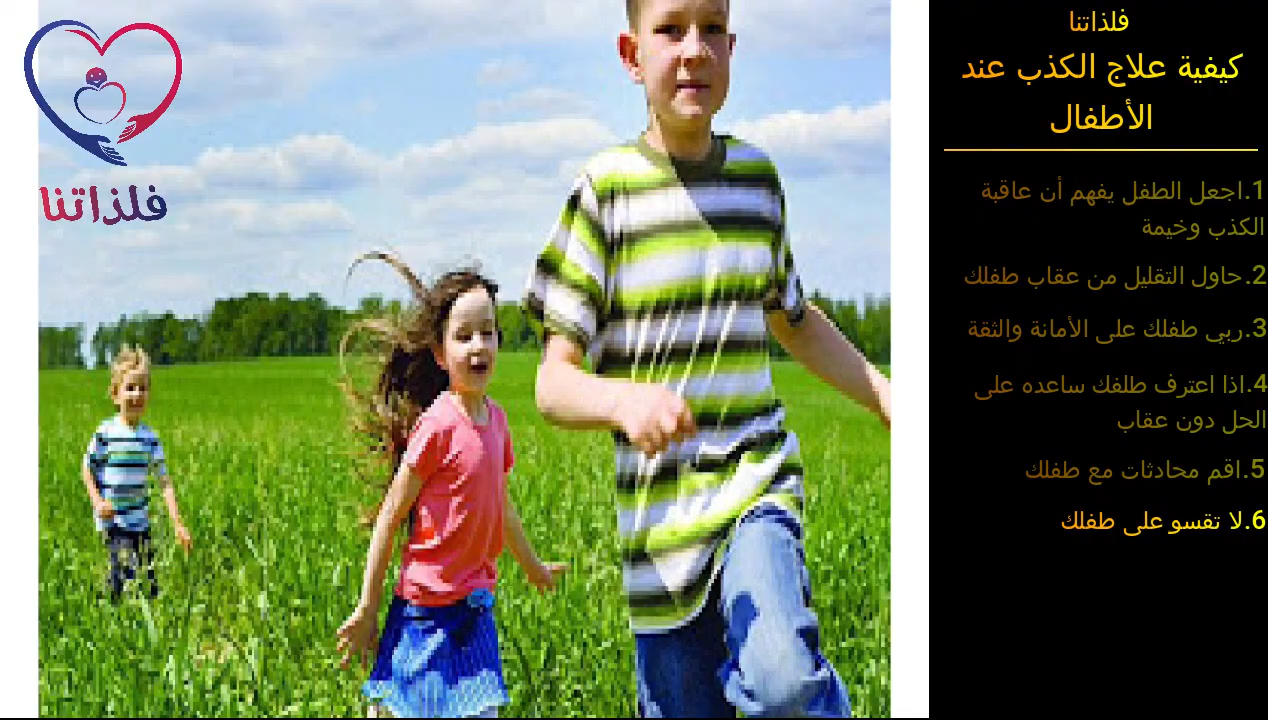 فلذاتنا
فلذاتنا
كيفية علاج الكذب عند
الأطفال
1.اجعل الطفل يفهم أن عاقبة
الكذب وخيمة
2.حاول التقليل من عقاب طفلك
3.ربي طفلك على الأمانة والثقة
4.اذا اعترف طلفك ساعده على
الحل دون عقاب
5.اقم محادثات مع طفلك
6.لا تقسو على طفلك